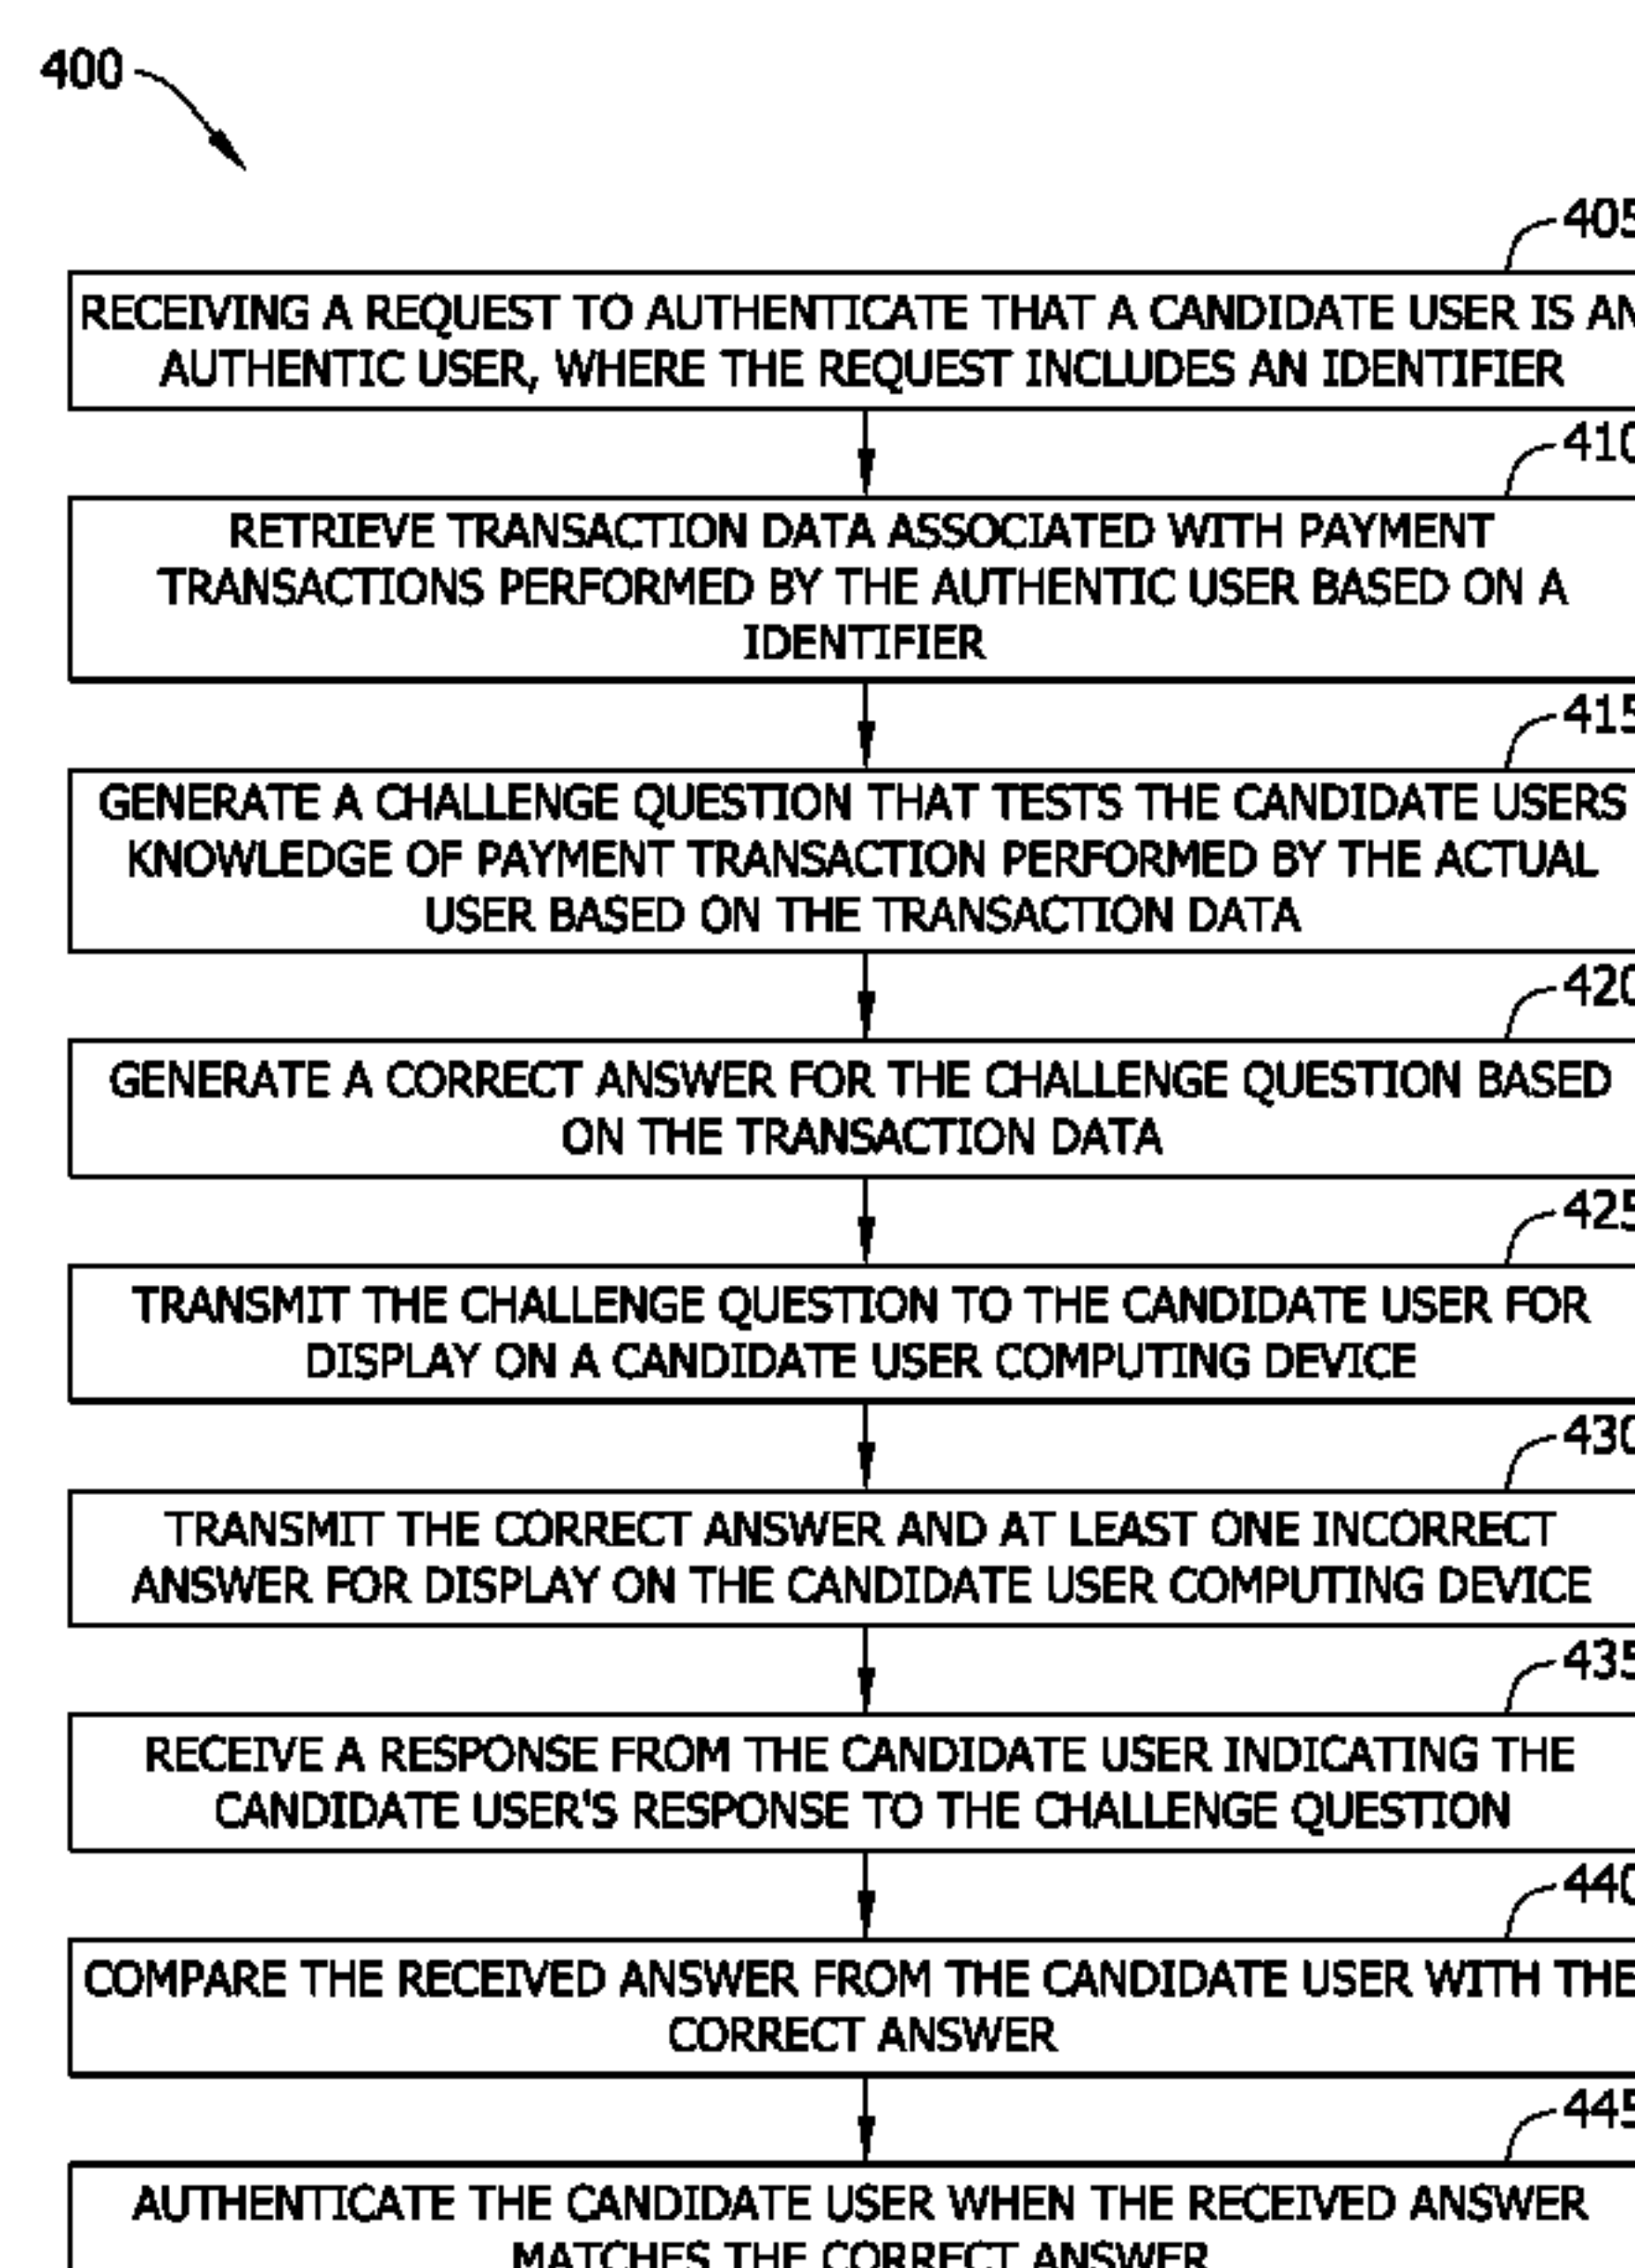 400
405
RECEIVING A REQUEST TO AUTHENTICATE THAT A CANDIDATE USER IS AN
AUTHENTIC USER, WHERE THE REQUEST INCLUDES AN IDENTIFIER
410
RETRIEVE TRANSACTION DATA ASSOCIATED WITH PAYMENT
TRANSACTIONS PERFORMED BY THE AUTHENTIC USER BASED ON A
IDENTIFIER
415
GENERATE A CHALLENGE QUESTION THAT TESTS THE CANDIDATE USERS
KNOWLEDGE OF PAYMENT TRANSACTION PERFORMED BY THE ACTUAL
USER BASED ON THE TRANSACTION DATA
420
GENERATE A CORRECT ANSWER FOR THE CHALLENGE QUESTION BASED
ON THE TRANSACTION DATA
425
TRANSMIT THE CHALLENGE QUESTION TO THE CANDIDATE USER FOR
DISPLAY ON A CANDIDATE USER COMPUTING DEVICE
430
TRANSMIT THE CORRECT ANSWER AND AT LEAST ONE INCORRECT
ANSWER FOR DISPLAY ON THE CANDIDATE USER COMPUTING DEVICE
435
RECEIVE A RESPONSE FROM THE CANDIDATE USER INDICATING THE
CANDIDATE USER'S RESPONSE TO THE CHALLENGE QUESTION
440
COMPARE THE RECEIVED ANSWER FROM THE CANDIDATE USER WITH THE
CORRECT ANSWER
445
AUTHENTICATE THE CANDIDATE USER WHEN THE RECEIVED ANSWER
MATCHES THE CORRECT ANSWER